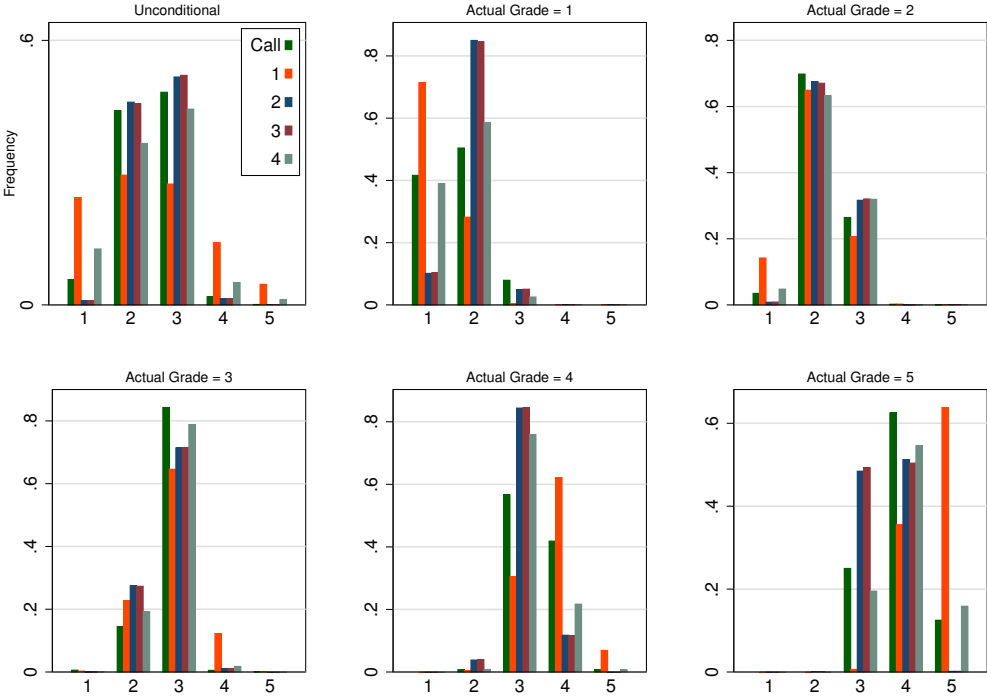 Unconditional
Frequency
.6
0
1 2 3 4 5
Call
1
2
3
4
Actual Grade = 1
.8
.6
.4
.2
0
1 2 3 4 5
Actual Grade = 2
.8
.6
.4
.2
0
1 2 3 4 5
Actual Grade = 3
.8
.6
.4
.2
0
1 2 3 4 5
Actual Grade = 4
.8
.6
.4
.2
0
1 2 3 4 5
Actual Grade = 5
.6
.4
.2
0
1 2 3 4 5